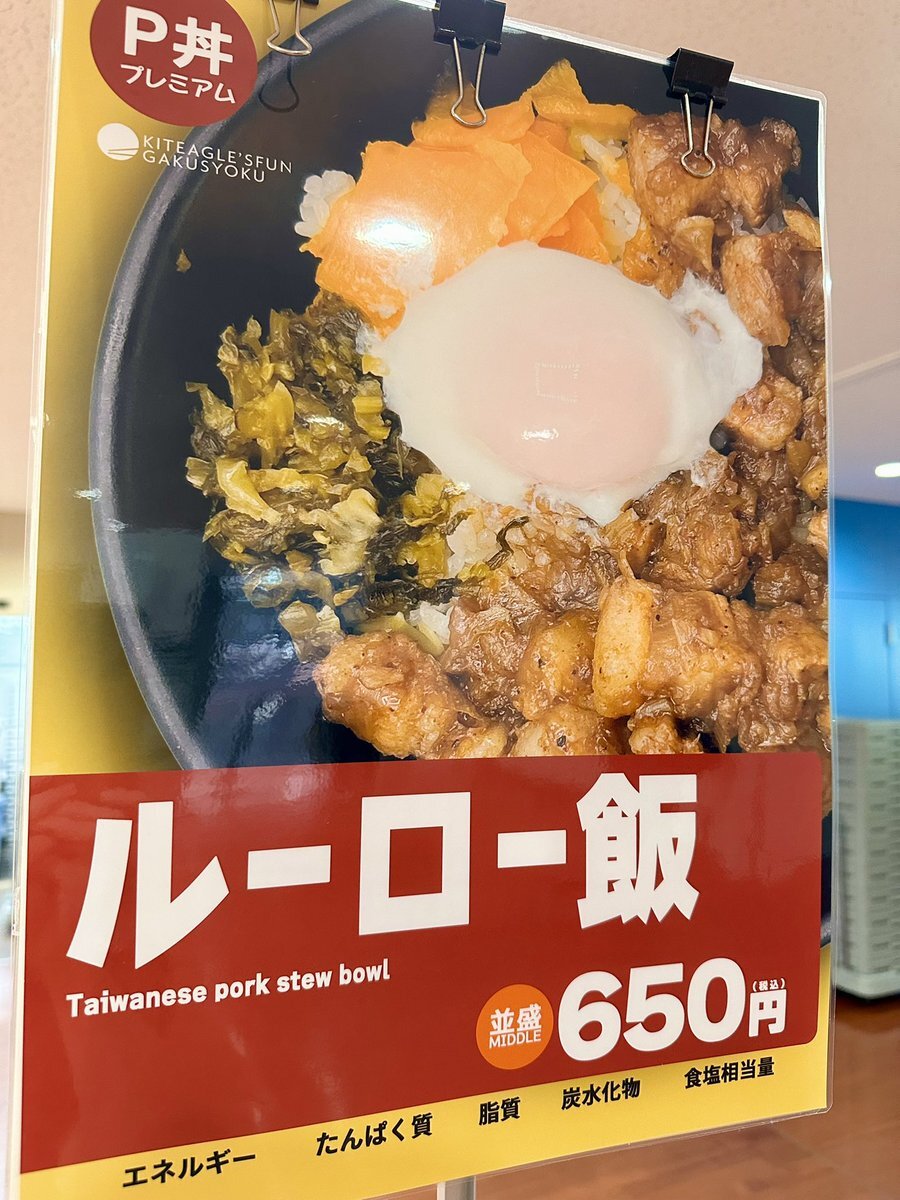 P丼
プレミアム
KITEAGLE'SFUN
GAKUSYOKU
ルーロー飯
Taiwanese pork stew bowl
並盛
MIDDLE
650円
(税込)
エネルギー たんぱく質 脂質 炭水化物 食塩相当量